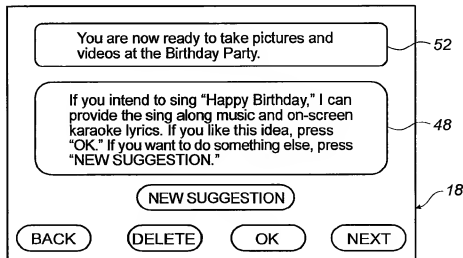 You are now ready to take pictures and
videos at the Birthday Party.
52
If you intend to sing “Happy Birthday,” I can
provide the sing along music and on-screen
karaoke lyrics. If you like this idea, press
“OK.” If you want to do something else, press
“NEW SUGGESTION.”
48
NEW SUGGESTION
18
BACK
DELETE
OK
NEXT